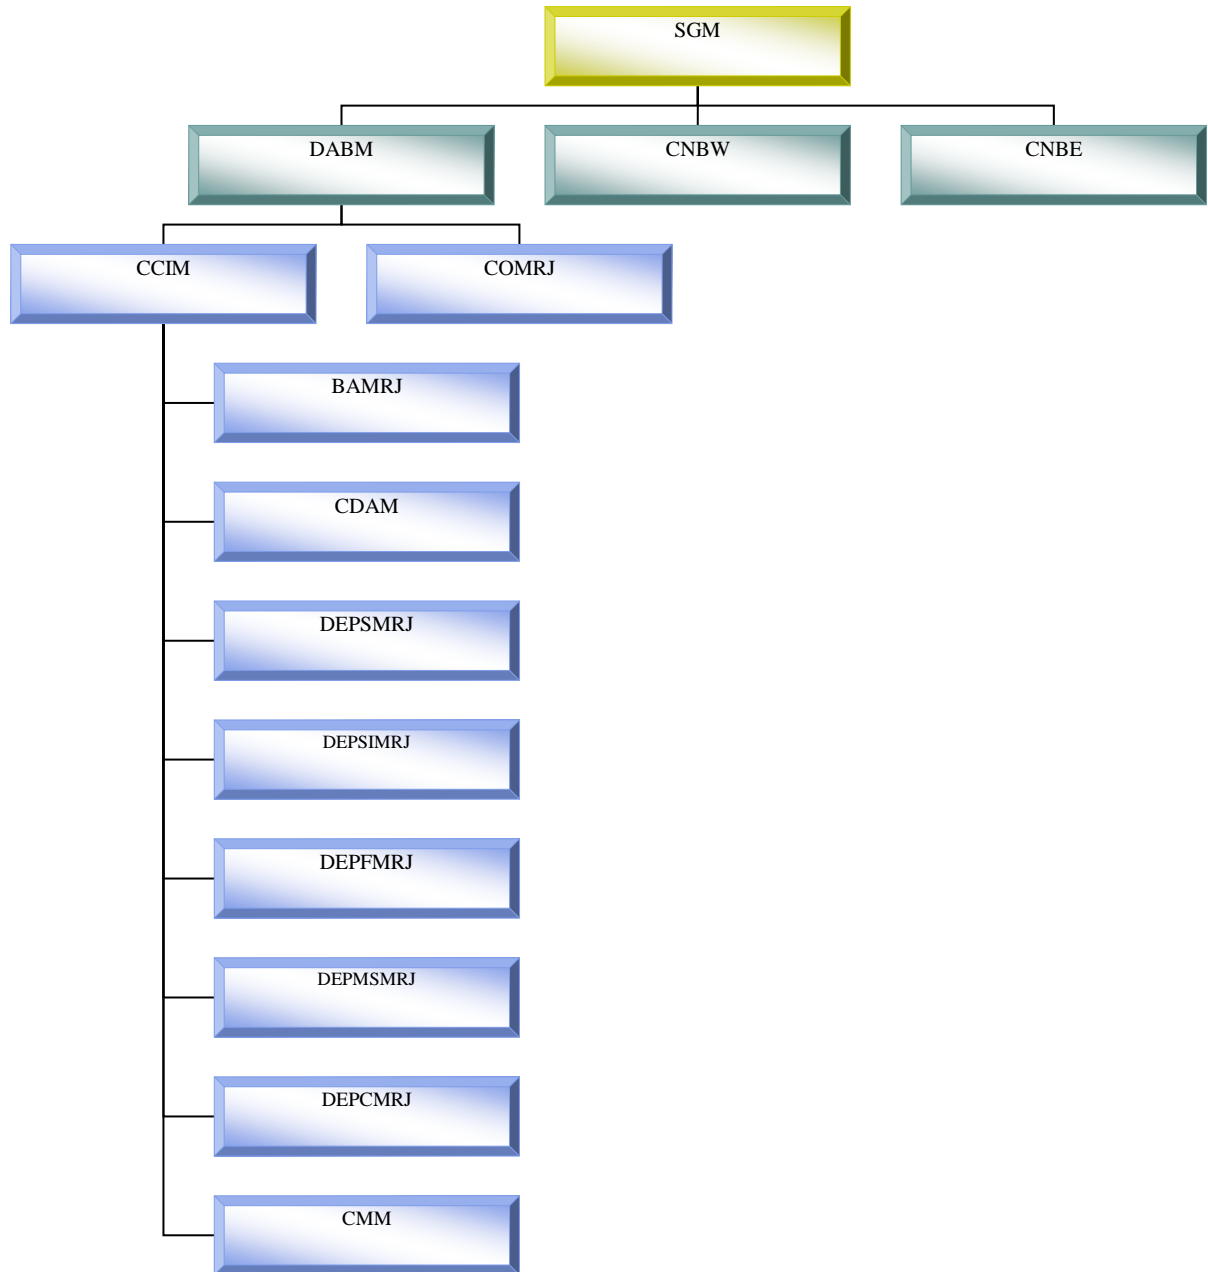 SGM
DABM
CNBW
CNBE
CCIM
COMRJ
BAMRJ
CDAM
DEPSMRJ
DEPSIMRJ
DEPFMRJ
DEPMSMRJ
DEPCMRJ
CMM